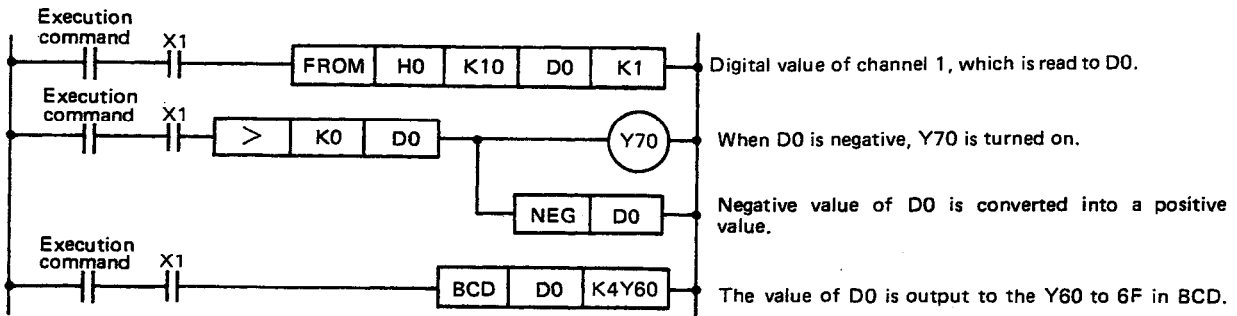 Execution
command X1
FROM H0 K10 D0 K1 Digital value of channel 1, which is read to D0.
Execution
command X1
> K0 D0 Y70 When D0 is negative, Y70 is turned on.
NEG D0 Negative value of D0 is converted into a positive
value.
Execution
command X1
BCD D0 K4Y60 The value of D0 is output to the Y60 to 6F in BCD.